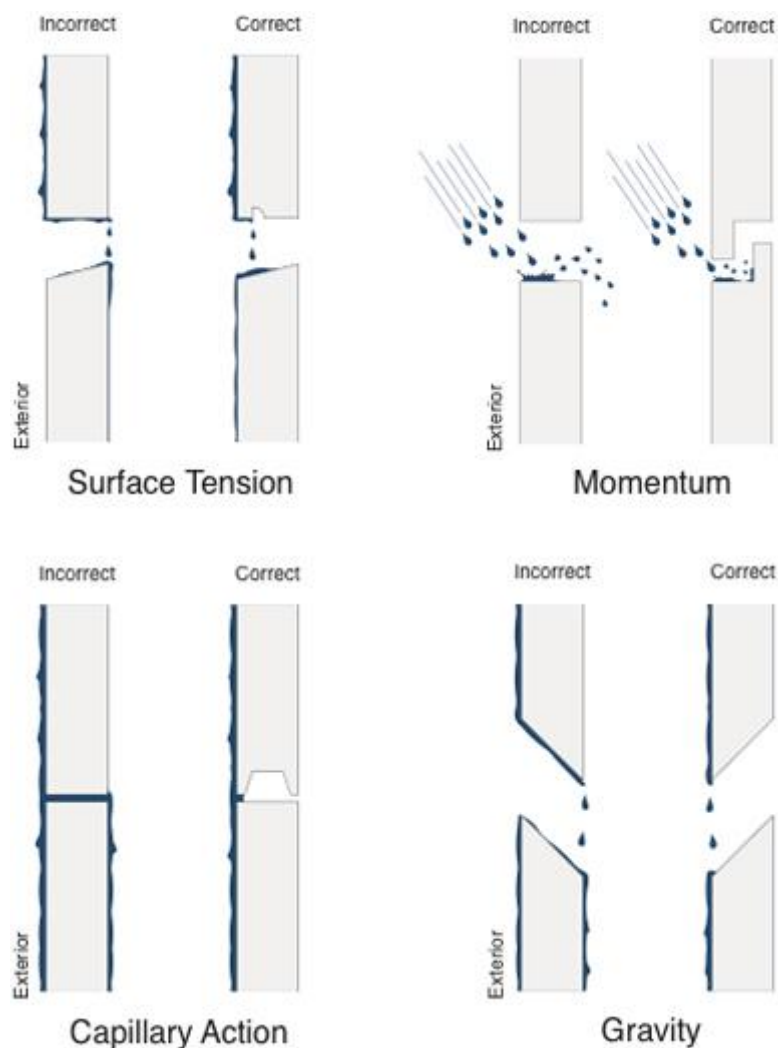 Incorrect Correct Incorrect Correct
Exterior Exterior
Surface Tension Momentum
Incorrect Correct Incorrect Correct
Exterior Exterior
Capillary Action Gravity